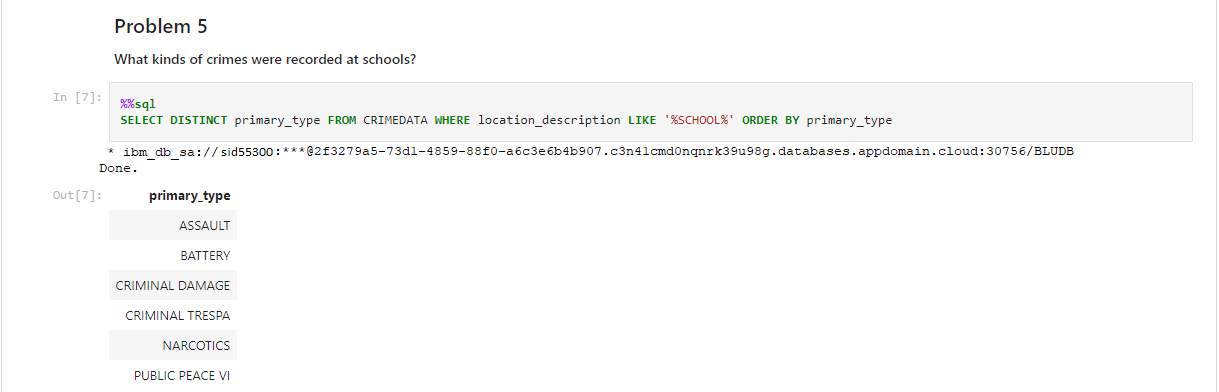 Problem 5
What kinds of crimes were recorded at schools?
In [7]:
%%sql
SELECT DISTINCT primary_type FROM CRIMEDATA WHERE location_description LIKE '%SCHOOL%' ORDER BY primary_type
* ibm_db_sa://sid55300:***@2f3279a5-73d1-4859-88f0-a6c3e6b4b907.c3n41cmd0nqnrk39u98g.databases.appdomain.cloud:30756/BLUDB
Done.
Out[7]:
primary_type
ASSAULT
BATTERY
CRIMINAL DAMAGE
CRIMINAL TRESPA
NARCOTICS
PUBLIC PEACE VI